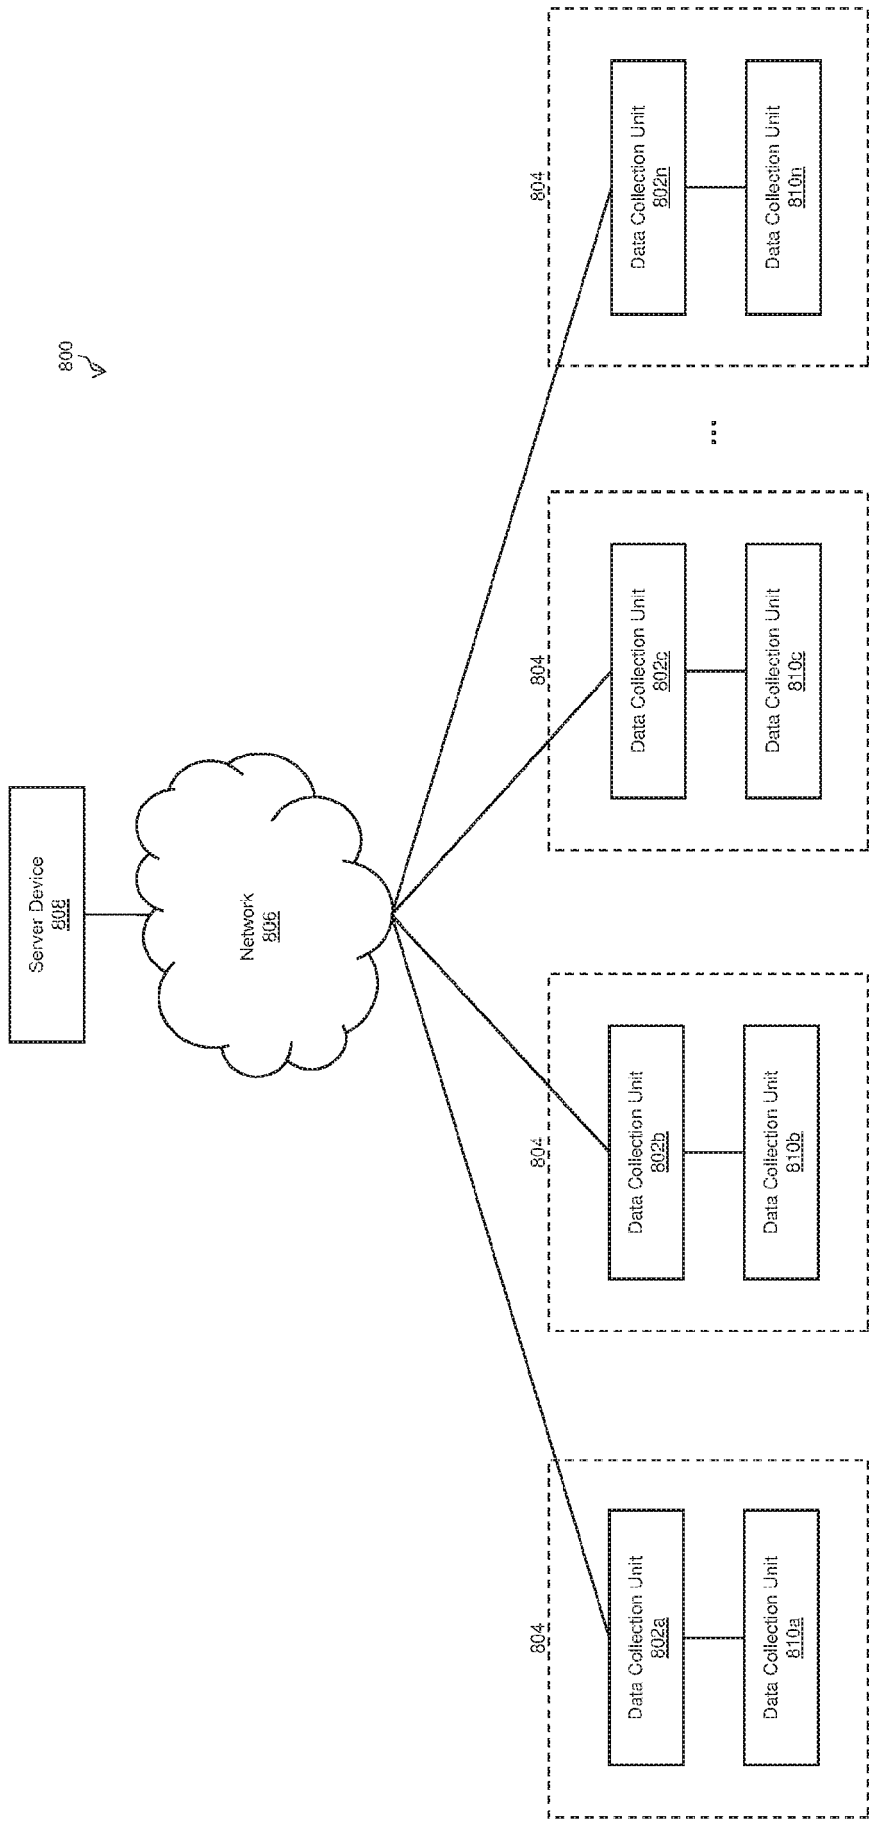 800
Server Device
808
Network
806
804
804
804
804
Data Collection Unit
802a
Data Collection Unit
802b
Data Collection Unit
802c
Data Collection Unit
802n
...
Data Collection Unit
810a
Data Collection Unit
810b
Data Collection Unit
810c
Data Collection Unit
810n